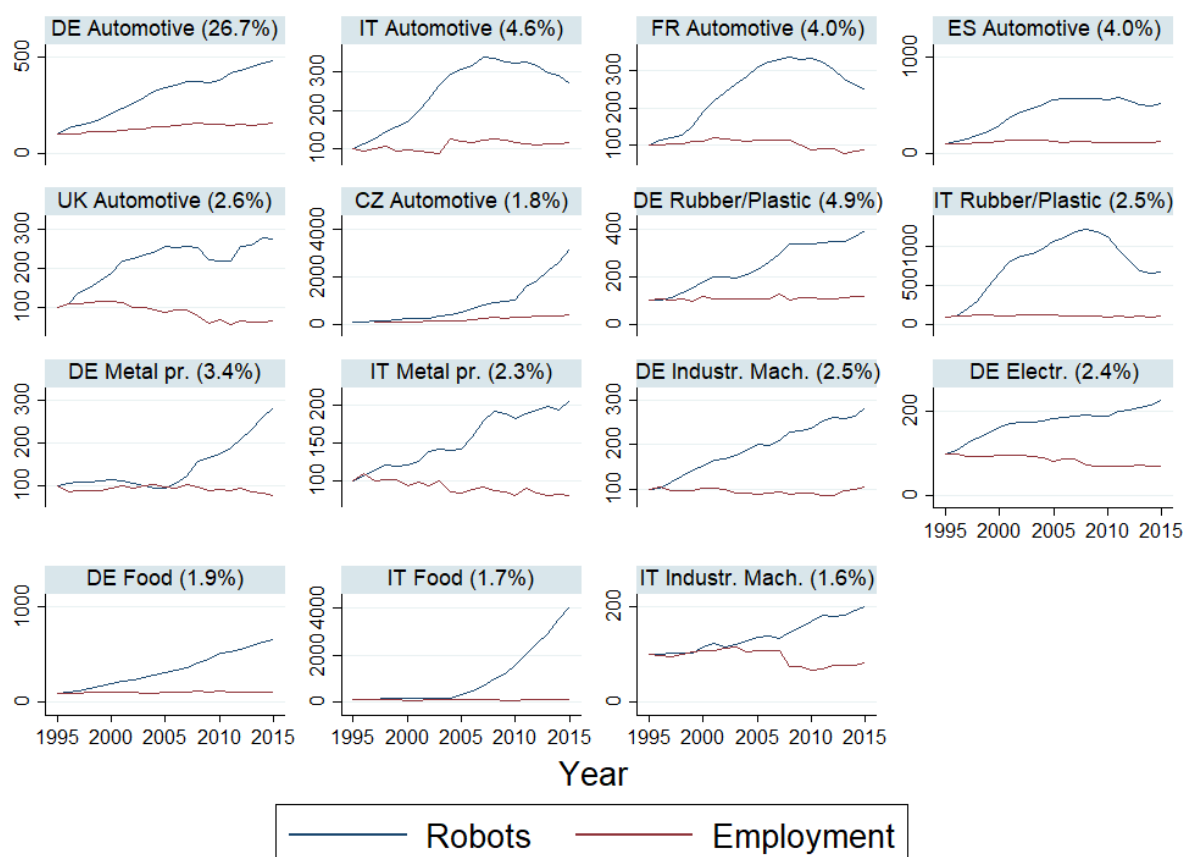 DE Automotive (26.7%)
IT Automotive (4.6%)
FR Automotive (4.0%)
ES Automotive (4.0%)
0 500
100 200 300
100 200 300
0 1000
UK Automotive (2.6%)
CZ Automotive (1.8%)
DE Rubber/Plastic (4.9%)
IT Rubber/Plastic (2.5%)
100 200 300
0 2000 4000
0 200 400
0 500 1000
DE Metal pr. (3.4%)
IT Metal pr. (2.3%)
DE Industr. Mach. (2.5%)
DE Electr. (2.4%)
100 200 300
100 150 200
100 200 300
0 200
1995 2000 2005 2010 2015
DE Food (1.9%)
IT Food (1.7%)
IT Industr. Mach. (1.6%)
0 1000
0 2000 4000
0 200
1995 2000 2005 2010 2015
1995 2000 2005 2010 2015
1995 2000 2005 2010 2015
Year
Robots
Employment